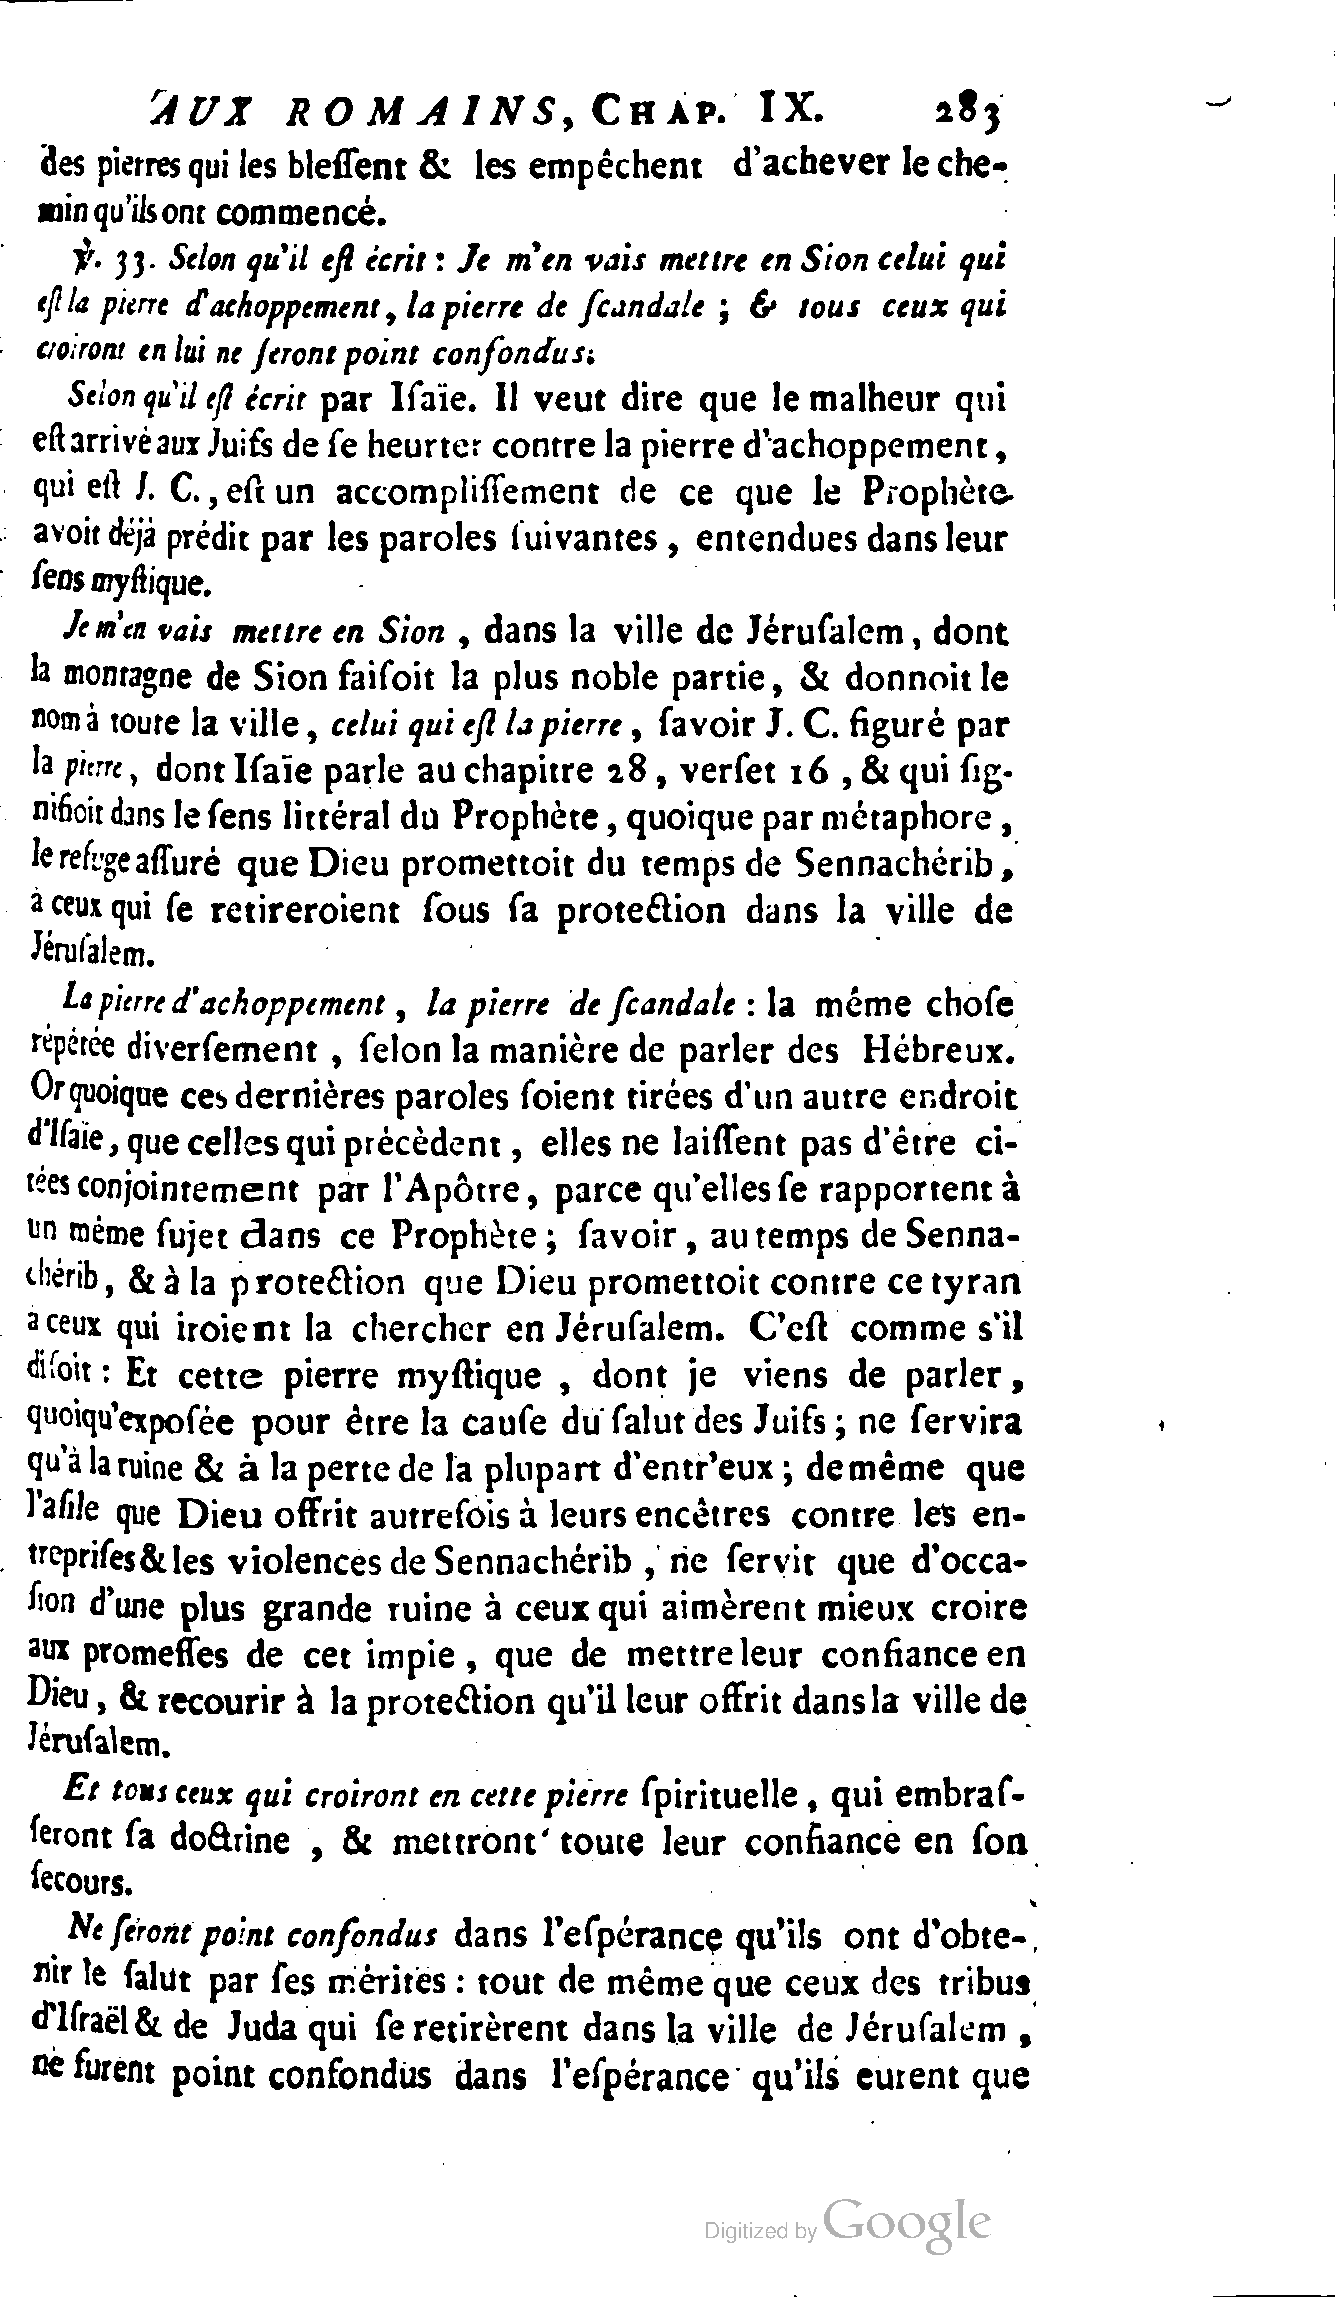 AUX ROMAINS, CHAP. IX. 283
des pierres qui les bleſſent & les empêchent d'achever le che-
min qu'ils ont commencé.
℣. 33. Selon qu'il eſt écrit : Je m'en vais mettre en Sion celui qui
eſt la pierre d'achoppement, la pierre de ſcandale ; & tous ceux qui
croiront en lui ne ſeront point confondus.
Selon qu'il eſt écrit par Iſaïe. Il veut dire que le malheur qui
eſt arrivé aux Juifs de ſe heurter contre la pierre d'achoppement,
qui eſt J. C., eſt un accompliſſement de ce que le Prophète
avoit déjà prédit par les paroles ſuivantes, entendues dans leur
ſens myſtique.
Je m'en vais mettre en Sion, dans la ville de Jéruſalem, dont
la montagne de Sion faiſoit la plus noble partie, & donnoit le
nom à toute la ville, celui qui eſt la pierre, ſavoir J. C. figuré par
la pierre, dont Iſaïe parle au chapitre 28, verſet 16, & qui ſig-
nifioit dans le ſens littéral du Prophète, quoique par métaphore,
le refuge aſſuré que Dieu promettoit du temps de Sennachérib,
à ceux qui ſe retireroient ſous ſa protection dans la ville de
Jéruſalem.
La pierre d'achoppement, la pierre de ſcandale : la même choſe
répétée diverſement, ſelon la manière de parler des Hébreux.
Or quoique ces dernières paroles ſoient tirées d'un autre endroit
d'Iſaïe, que celles qui précèdent, elles ne laiſſent pas d'être ci-
tées conjointement par l'Apôtre, parce qu'elles ſe rapportent à
un même ſujet dans ce Prophète ; ſavoir, au temps de Senna-
chérib, & à la protection que Dieu promettoit contre ce tyran
à ceux qui iroient la chercher en Jéruſalem. C'eſt comme s'il
diſoit : Et cette pierre myſtique, dont je viens de parler,
quoiqu'expoſée pour être la cauſe du ſalut des Juifs ; ne ſervira
qu'à la ruine & à la perte de la plupart d'entr'eux ; de même que
l'aſile que Dieu offrit autrefois à leurs encêtres contre les en-
trepriſes & les violences de Sennachérib, ne ſervit que d'occa-
ſion d'une plus grande ruine à ceux qui aimèrent mieux croire
aux promeſſes de cet impie, que de mettre leur confiance en
Dieu, & recourir à la protection qu'il leur offrit dans la ville de
Jéruſalem.
Et tous ceux qui croiront en cette pierre ſpirituelle, qui embraſ-
ſeront ſa doctrine, & mettront toute leur confiance en ſon
ſecours.
Ne ſeront point confondus dans l'eſpérance qu'ils ont d'obte-
nir le ſalut par ſes mérites : tout de même que ceux des tribus
d'Iſraël & de Juda qui ſe retirèrent dans la ville de Jéruſalem,
ne furent point confondus dans l'eſpérance qu'ils eurent que
Digitized by Google